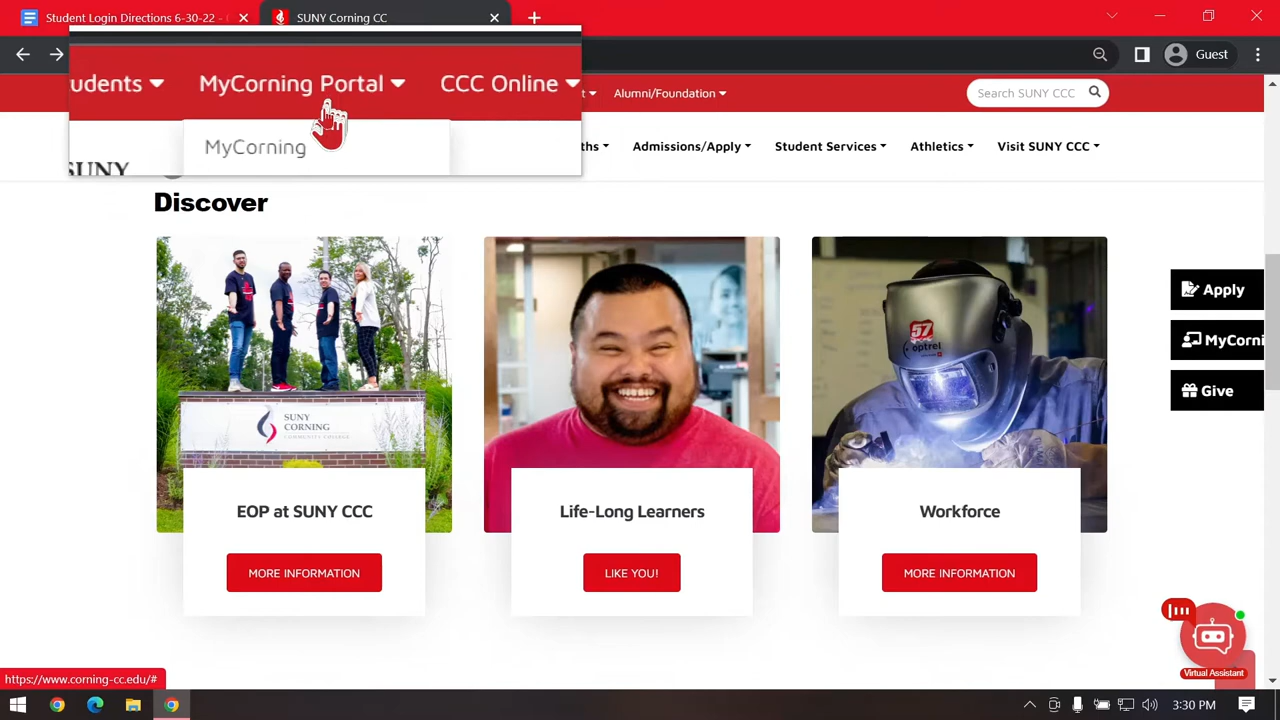 Student Login Directions 6-30-22 -
SUNY Corning CC
Guest
udents
MyCorning Portal
CCC Online
Alumni/Foundation
Search SUNY CCC
MyCorning
SUNY
ths
Admissions/Apply
Student Services
Athletics
Visit SUNY CCC
Discover
SUNY
CORNING
COMMUNITY COLLEGE
57
optrel
Apply
MyCorni
Give
EOP at SUNY CCC
Life-Long Learners
Workforce
MORE INFORMATION
LIKE YOU!
MORE INFORMATION
Virtual Assistant
https://www.corning-cc.edu/#
3:30 PM